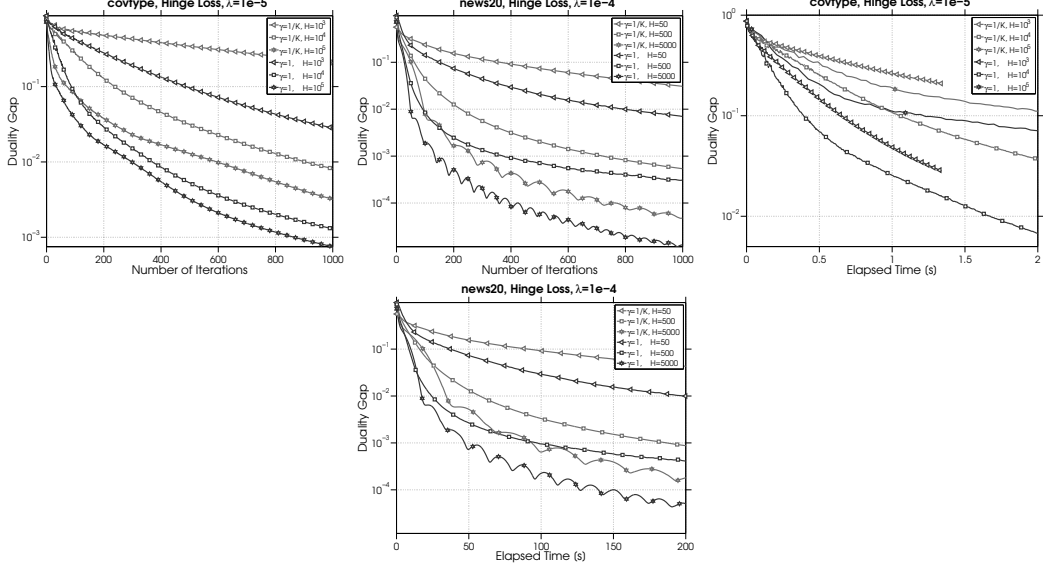 covtype, Hinge Loss, λ=1e-5
γ=1/K, H=10³
γ=1/K, H=10⁴
γ=1/K, H=10⁵
γ=1, H=10³
γ=1, H=10⁴
γ=1, H=10⁵
Duality Gap
10⁻¹
10⁻²
10⁻³
0 200 400 600 800 1000
Number of Iterations
news20, Hinge Loss, λ=1e-4
γ=1/K, H=50
γ=1/K, H=500
γ=1/K, H=5000
γ=1, H=50
γ=1, H=500
γ=1, H=5000
Duality Gap
10⁻¹
10⁻²
10⁻³
10⁻⁴
0 200 400 600 800 1000
Number of Iterations
covtype, Hinge Loss, λ=1e-5
γ=1/K, H=10³
γ=1/K, H=10⁴
γ=1/K, H=10⁵
γ=1, H=10³
γ=1, H=10⁴
γ=1, H=10⁵
Duality Gap
10⁰
10⁻¹
10⁻²
0 0.5 1 1.5 2
Elapsed Time [s]
news20, Hinge Loss, λ=1e-4
γ=1/K, H=50
γ=1/K, H=500
γ=1/K, H=5000
γ=1, H=50
γ=1, H=500
γ=1, H=5000
Duality Gap
10⁻¹
10⁻²
10⁻³
10⁻⁴
0 50 100 150 200
Elapsed Time [s]